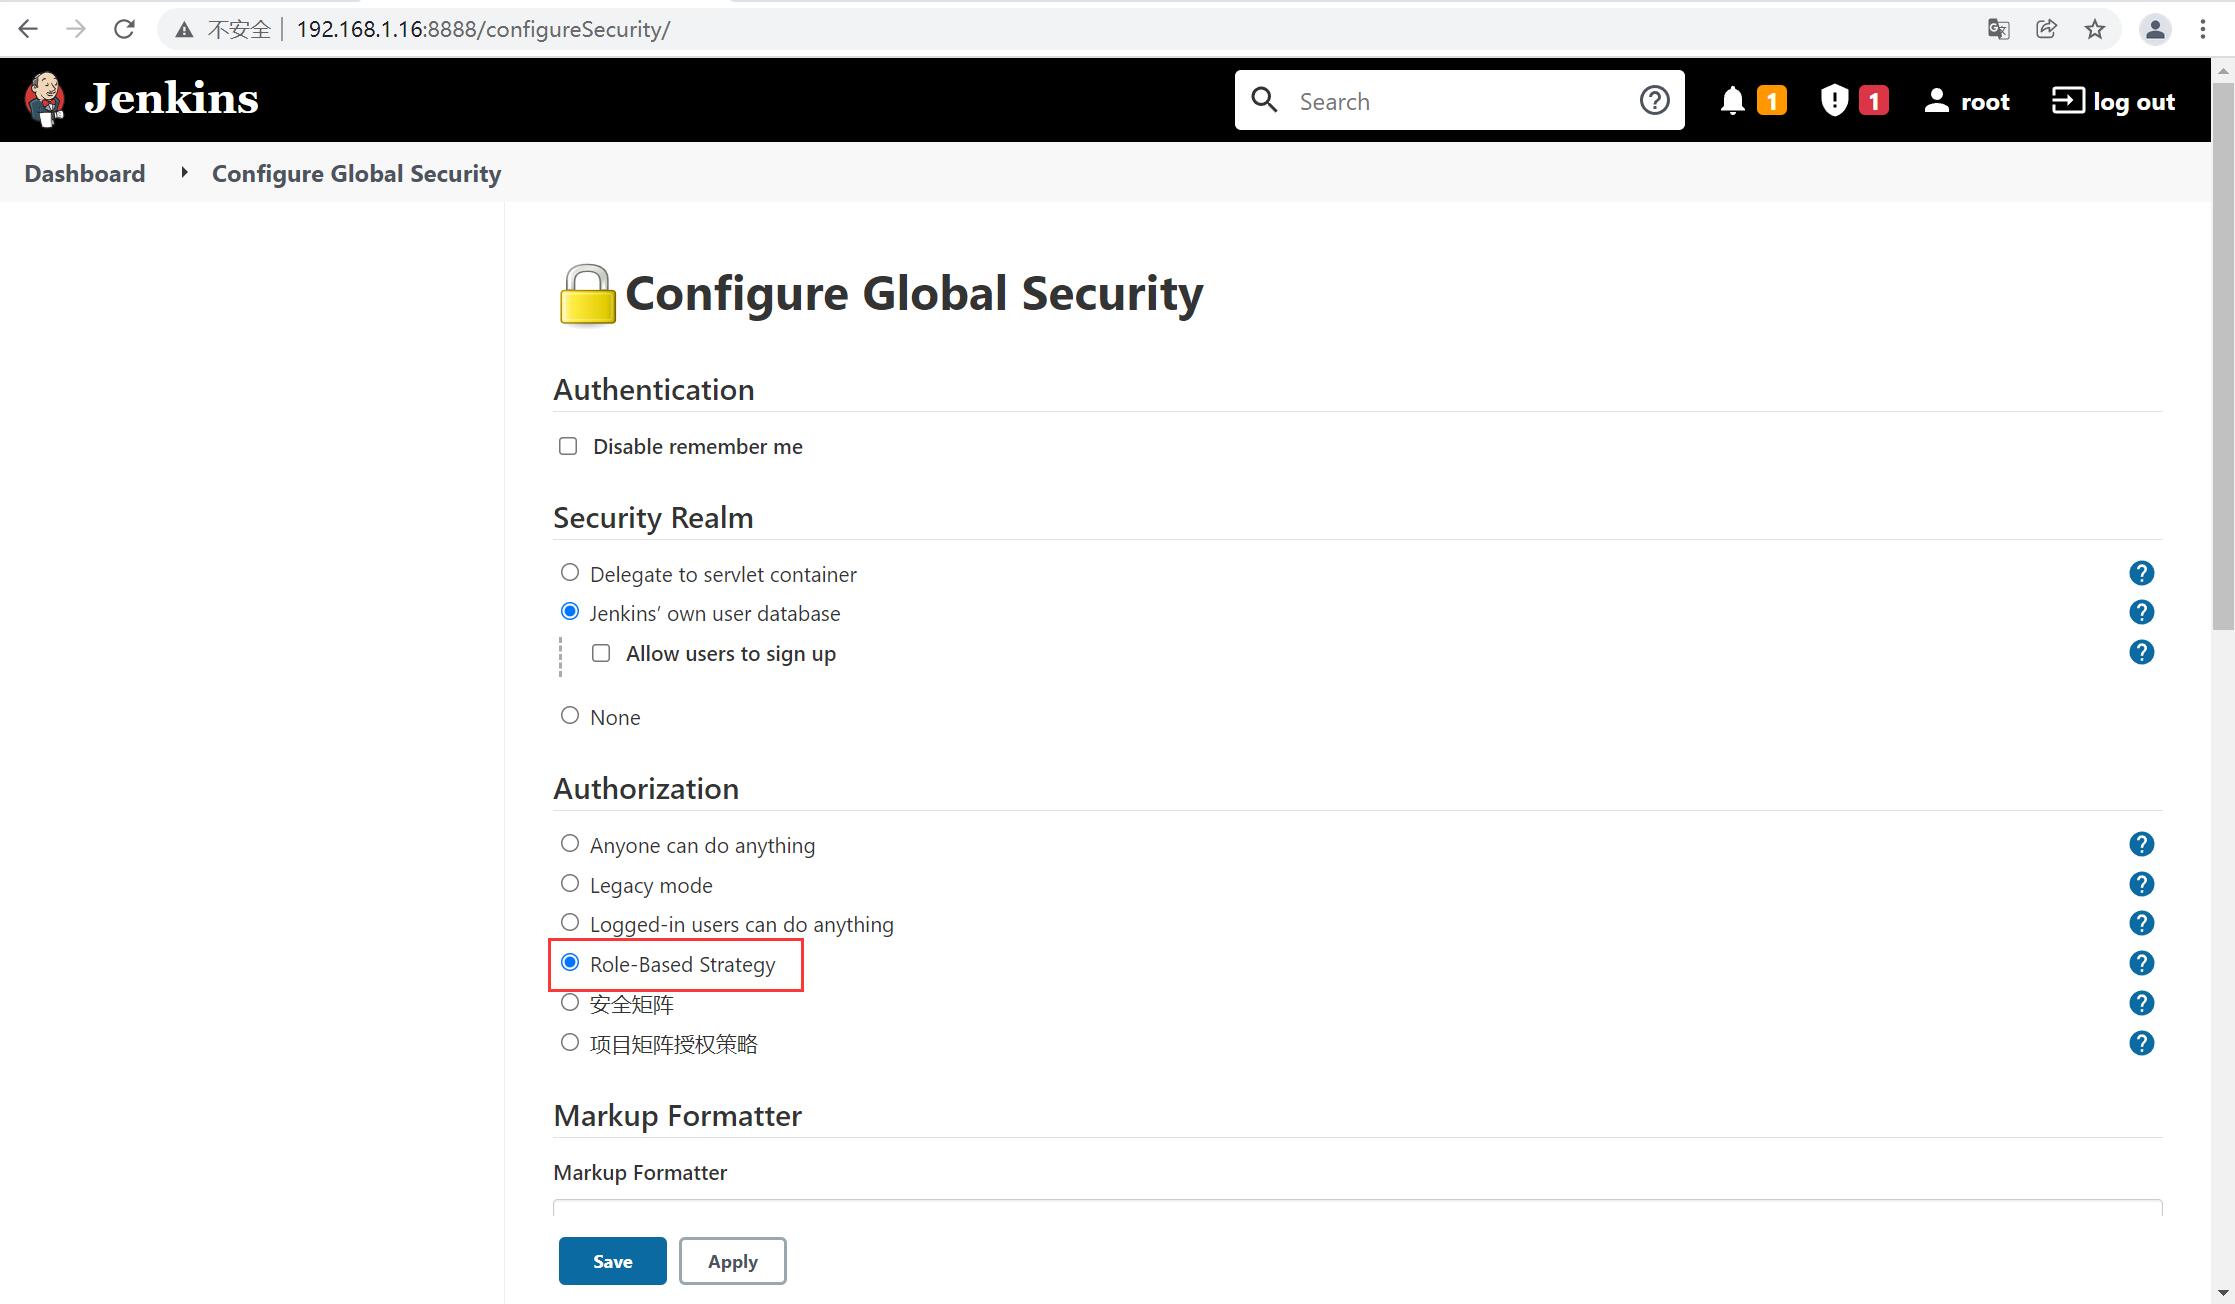 不安全 192.168.1.16:8888/configureSecurity/
Jenkins
Search
1
1
root
log out
Dashboard
Configure Global Security
Configure Global Security
Authentication
Disable remember me
Security Realm
Delegate to servlet container
Jenkins’ own user database
Allow users to sign up
None
Authorization
Anyone can do anything
Legacy mode
Logged-in users can do anything
Role-Based Strategy
安全矩阵
项目矩阵授权策略
Markup Formatter
Markup Formatter
Save
Apply